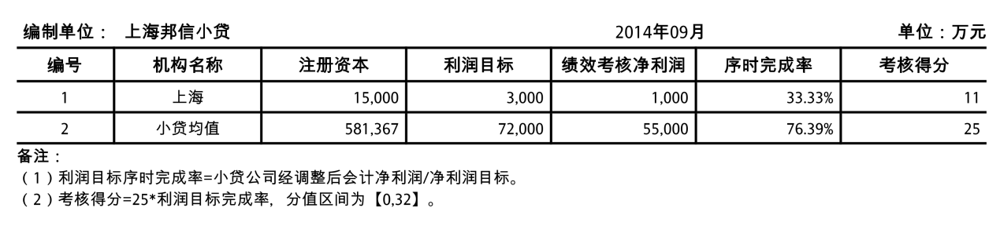 编制单位： 上海邦信小贷 2014年09月 单位：万元
编号 机构名称 注册资本 利润目标 绩效考核净利润 序时完成率 考核得分
1 上海 15,000 3,000 1,000 33.33% 11
2 小贷均值 581,367 72,000 55,000 76.39% 25
备注：
（1）利润目标序时完成率=小贷公司经调整后会计净利润/净利润目标。
（2）考核得分=25*利润目标完成率，分值区间为【0,32】。